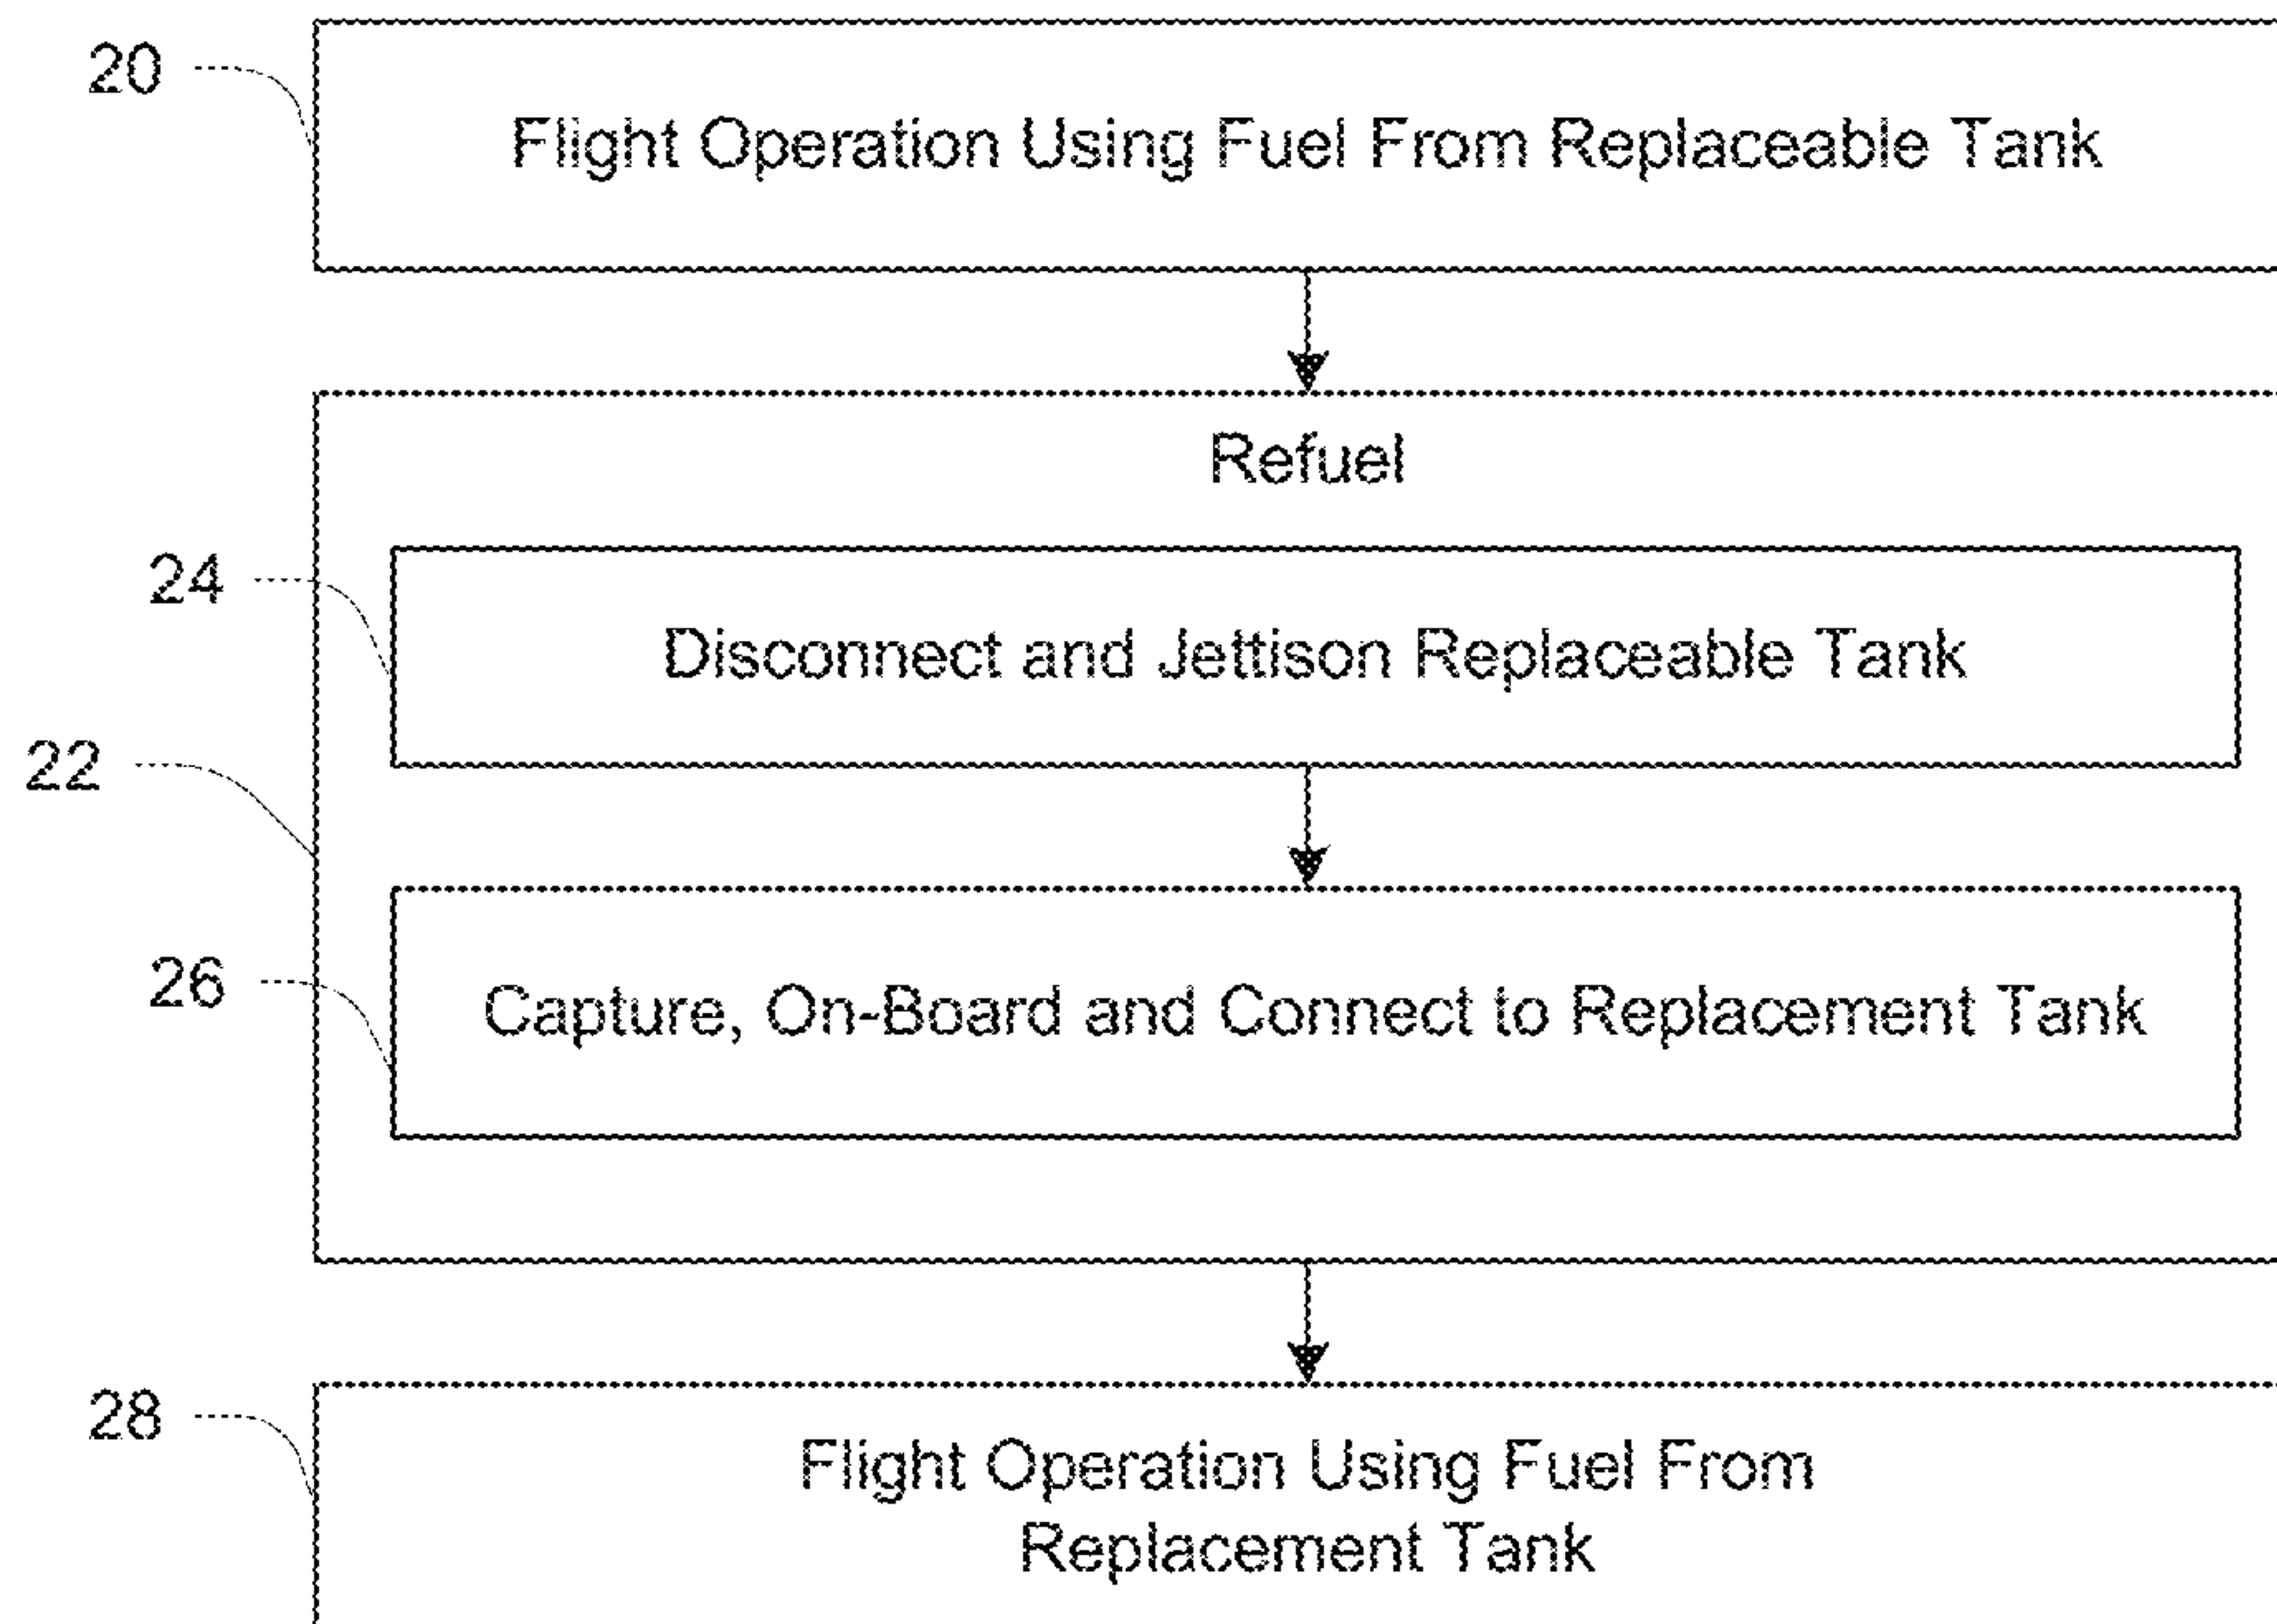 20
Flight Operation Using Fuel From Replaceable Tank
Refuel
24
Disconnect and Jettison Replaceable Tank
22
26
Capture, On-Board and Connect to Replacement Tank
28
Flight Operation Using Fuel From
Replacement Tank